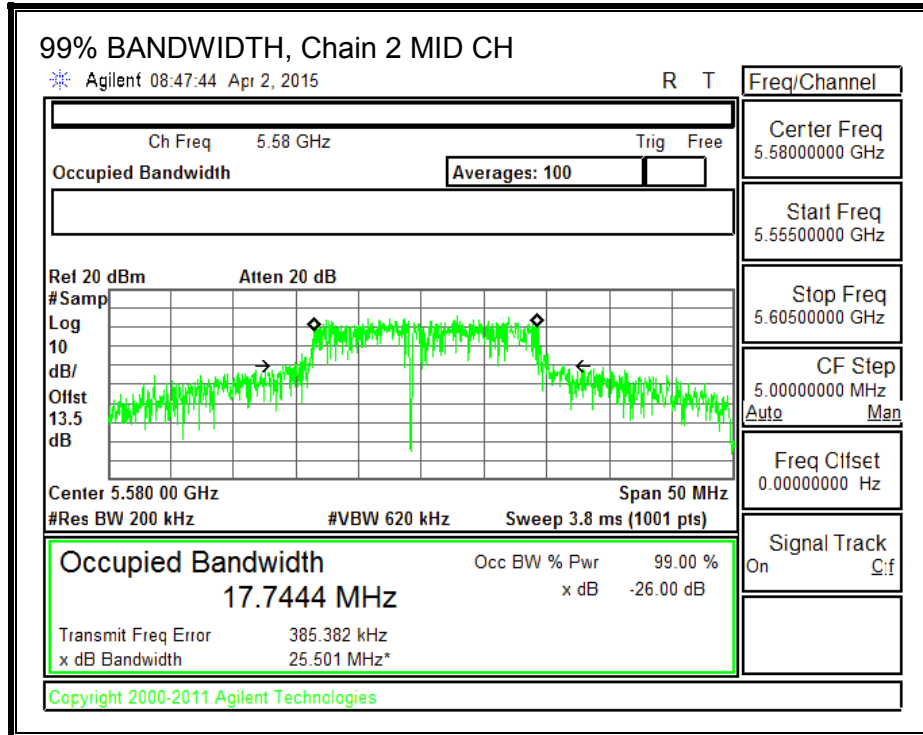 99% BANDWIDTH, Chain 2 MID CH
Agilent 08:47:44 Apr 2, 2015 R T
Freq/Channel
Ch Freq 5.58 GHz Trig Free
Occupied Bandwidth Averages: 100
Center Freq
5.58000000 GHz
Start Freq
5.55500000 GHz
Stop Freq
5.60500000 GHz
CF Step
5.00000000 MHz
Auto Man
Freq Offset
0.00000000 Hz
Signal Track
On Off
Ref 20 dBm Atten 20 dB
#Samp
Log
10
dB/
Offst
13.5
dB
Center 5.580 00 GHz Span 50 MHz
#Res BW 200 kHz #VBW 620 kHz Sweep 3.8 ms (1001 pts)
Occupied Bandwidth Occ BW % Pwr 99.00 %
17.7444 MHz x dB -26.00 dB
Transmit Freq Error 385.382 kHz
x dB Bandwidth 25.501 MHz*
Copyright 2000-2011 Agilent Technologies